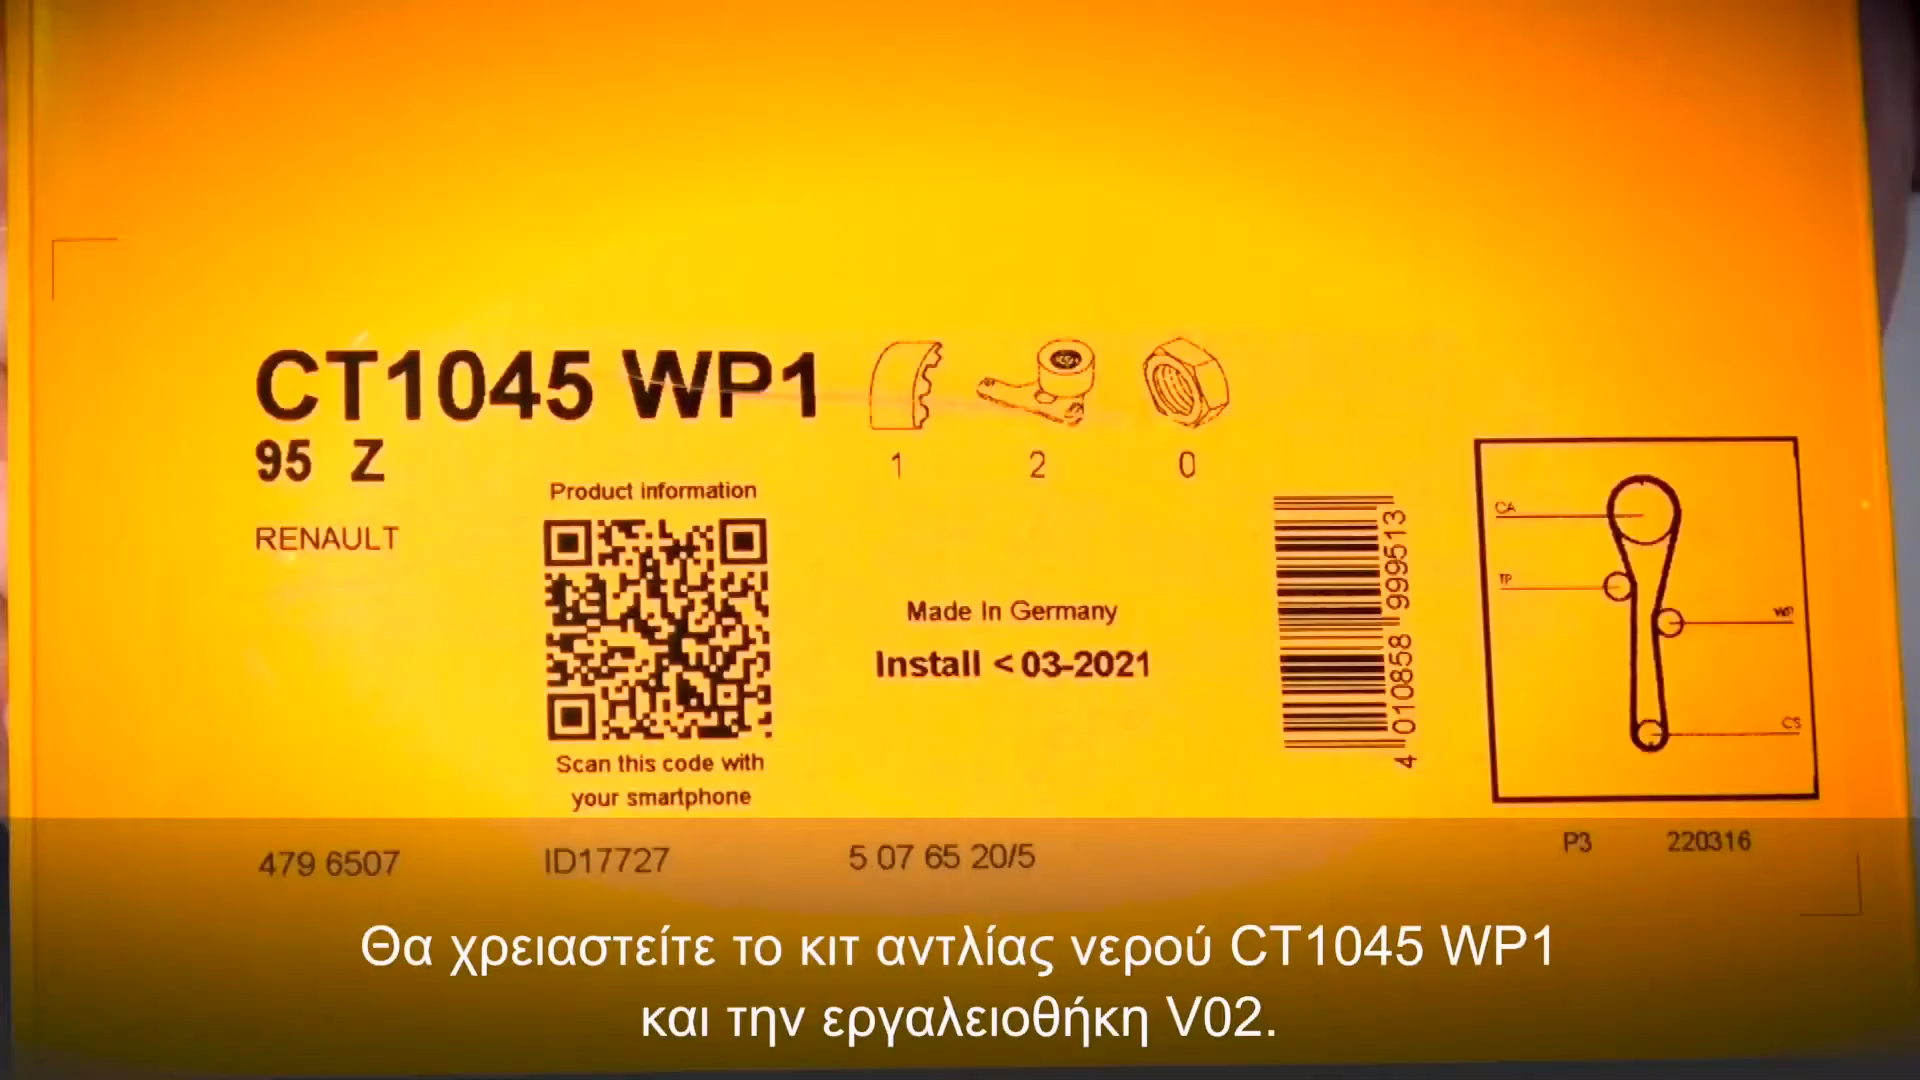 CT1045 WP1
95 Z
RENAULT
1 2 0
Product information
Scan this code with
your smartphone
Made In Germany
Install < 03-2021
4 010858 999513
CA
TP
WP
CS
479 6507 ID17727 5 07 65 20/5
P3 220316
Θα χρειαστείτε το κιτ αντλίας νερού CT1045 WP1
και την εργαλειοθήκη V02.